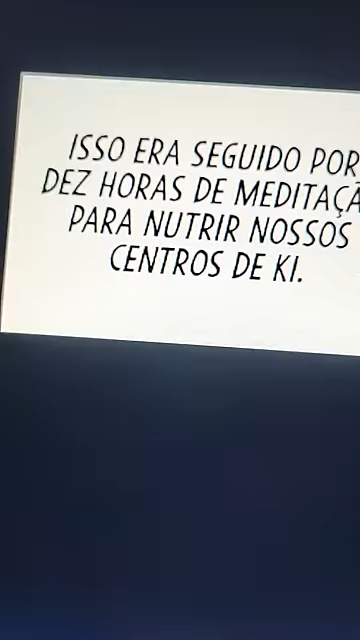 ISSO ERA SEGUIDO POR
DEZ HORAS DE MEDITAÇÃ
PARA NUTRIR NOSSOS
CENTROS DE KI.